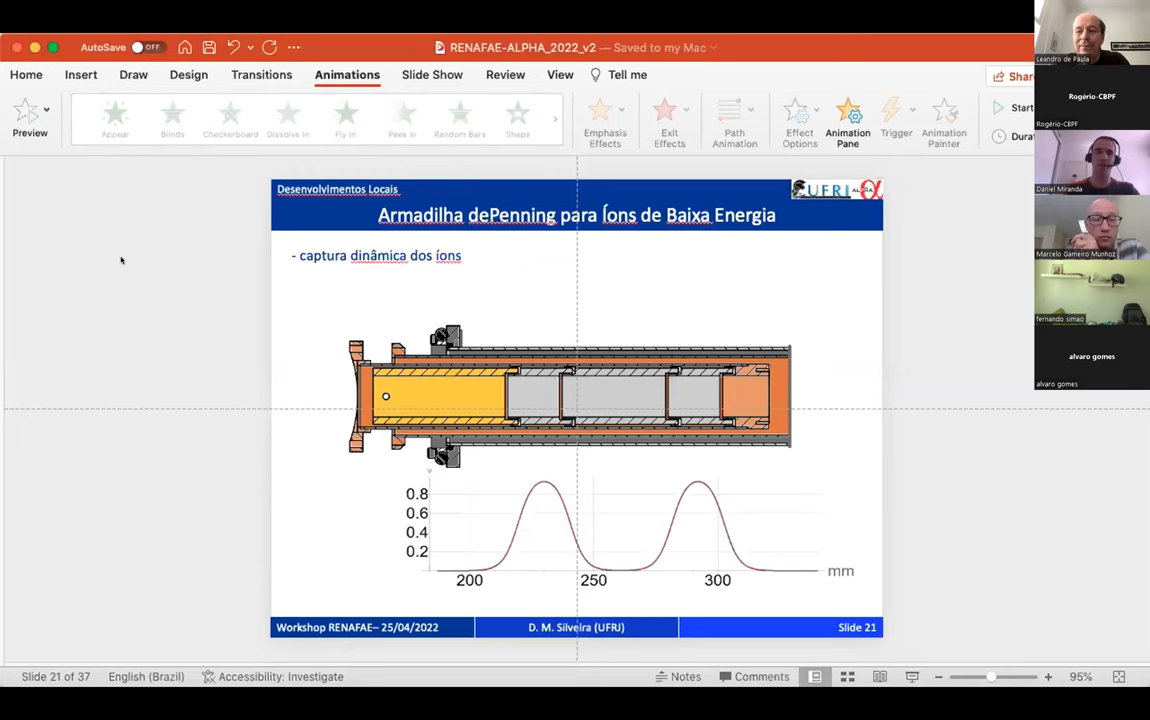 AutoSave OFF
RENAFAE-ALPHA_2022_v2 — Saved to my Mac
Home Insert Draw Design Transitions Animations Slide Show Review View Tell me
Shar
Preview
Appear Blinds Checkerboard Dissolve In Fly In Peek In Random Bars Shape
Emphasis Effects
Exit Effects
Path Animation
Effect Options
Animation Pane
Trigger
Animation Painter
Start
Durat
Leandro de Paula
Rogério-CBPF
Rogério-CBPF
Daniel Miranda
Marcelo Gameiro Munhoz
fernando simao
alvaro gomes
alvaro gomes
Desenvolvimentos Locais
UFRJ
Armadilha dePenning para Íons de Baixa Energia
- captura dinâmica dos íons
V
0.8
0.6
0.4
0.2
200 250 300 mm
Workshop RENAFAE– 25/04/2022 D. M. Silveira (UFRJ) Slide 21
Slide 21 of 37 English (Brazil) Accessibility: Investigate Notes Comments 95%